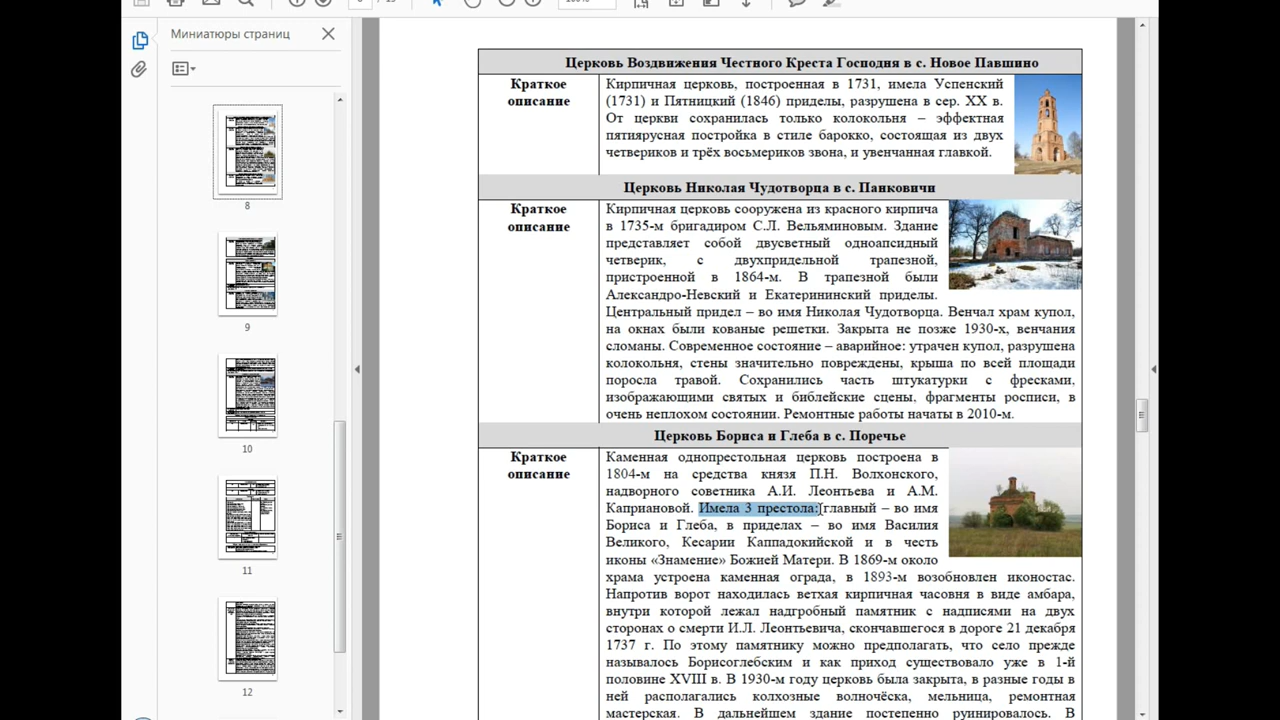 Миниатюры страниц
8
9
10
11
12
Церковь Воздвижения Честного Креста Господня в с. Новое Павшино
Краткое
описание
Кирпичная церковь, построенная в 1731, имела Успенский
(1731) и Пятницкий (1846) приделы, разрушена в сер. XX в.
От церкви сохранилась только колокольня – эффектная
пятиярусная постройка в стиле барокко, состоящая из двух
четвериков и трёх восьмериков звона, и увенчанная главкой.
Церковь Николая Чудотворца в с. Панковичи
Краткое
описание
Кирпичная церковь сооружена из красного кирпича
в 1735-м бригадиром С.Л. Вельяминовым. Здание
представляет собой двусветный одноапсидный
четверик, с двухпридельной трапезной,
пристроенной в 1864-м. В трапезной были
Александро-Невский и Екатерининский приделы.
Центральный придел – во имя Николая Чудотворца. Венчал храм купол,
на окнах были кованые решетки. Закрыта не позже 1930-х, венчания
сломаны. Современное состояние – аварийное: утрачен купол, разрушена
колокольня, стены значительно повреждены, крыша по всей площади
поросла травой. Сохранились часть штукатурки с фресками,
изображающими святых и библейские сцены, фрагменты росписи, в
очень неплохом состоянии. Ремонтные работы начаты в 2010-м.
Церковь Бориса и Глеба в с. Поречье
Краткое
описание
Каменная однопрестольная церковь построена в
1804-м на средства князя П.Н. Волхонского,
надворного советника А.И. Леонтьева и А.М.
Каприановой. Имела 3 престола: главный – во имя
Бориса и Глеба, в приделах – во имя Василия
Великого, Кесарии Каппадокийской и в честь
иконы «Знамение» Божией Матери. В 1869-м около
храма устроена каменная ограда, в 1893-м возобновлен иконостас.
Напротив ворот находилась ветхая кирпичная часовня в виде амбара,
внутри которой лежал надгробный памятник с надписями на двух
сторонах о смерти И.Л. Леонтьевича, скончавшегося в дороге 21 декабря
1737 г. По этому памятнику можно предполагать, что село прежде
называлось Борисоглебским и как приход существовало уже в 1-й
половине XVIII в. В 1930-м году церковь была закрыта, в разные годы в
ней располагались колхозные волночёска, мельница, ремонтная
мастерская. В дальнейшем здание постепенно руинировалось. В